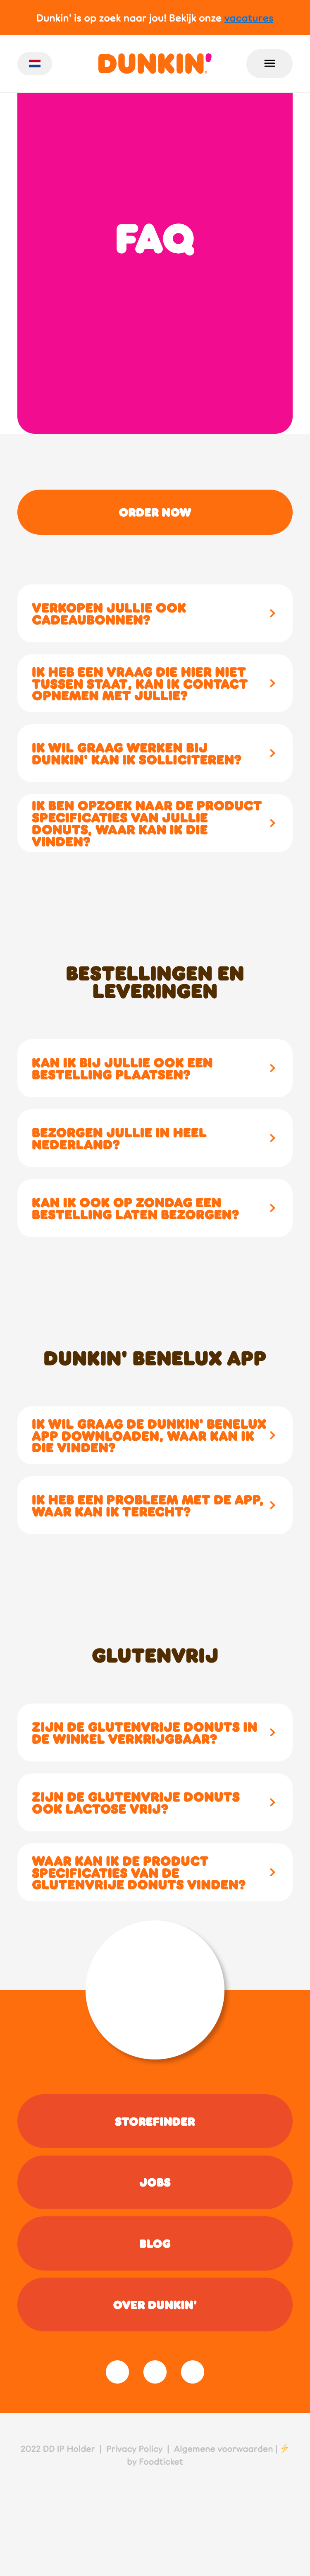 Dunkin' is op zoek naar jou! Bekijk onze vacatures
DUNKIN'
FAQ
ORDER NOW
VERKOPEN JULLIE OOK
CADEAUBONNEN?
IK HEB EEN VRAAG DIE HIER NIET
TUSSEN STAAT, KAN IK CONTACT
OPNEMEN MET JULLIE?
IK WIL GRAAG WERKEN BIJ
DUNKIN' KAN IK SOLLICITEREN?
IK BEN OPZOEK NAAR DE PRODUCT
SPECIFICATIES VAN JULLIE
DONUTS, WAAR KAN IK DIE
VINDEN?
BESTELLINGEN EN
LEVERINGEN
KAN IK BIJ JULLIE OOK EEN
BESTELLING PLAATSEN?
BEZORGEN JULLIE IN HEEL
NEDERLAND?
KAN IK OOK OP ZONDAG EEN
BESTELLING LATEN BEZORGEN?
DUNKIN' BENELUX APP
IK WIL GRAAG DE DUNKIN' BENELUX
APP DOWNLOADEN, WAAR KAN IK
DIE VINDEN?
IK HEB EEN PROBLEEM MET DE APP,
WAAR KAN IK TERECHT?
GLUTENVRIJ
ZIJN DE GLUTENVRIJE DONUTS IN
DE WINKEL VERKRIJGBAAR?
ZIJN DE GLUTENVRIJE DONUTS
OOK LACTOSE VRIJ?
WAAR KAN IK DE PRODUCT
SPECIFICATIES VAN DE
GLUTENVRIJE DONUTS VINDEN?
STOREFINDER
JOBS
BLOG
OVER DUNKIN'
2022 DD IP Holder | Privacy Policy | Algemene voorwaarden | ⚡
by Foodticket